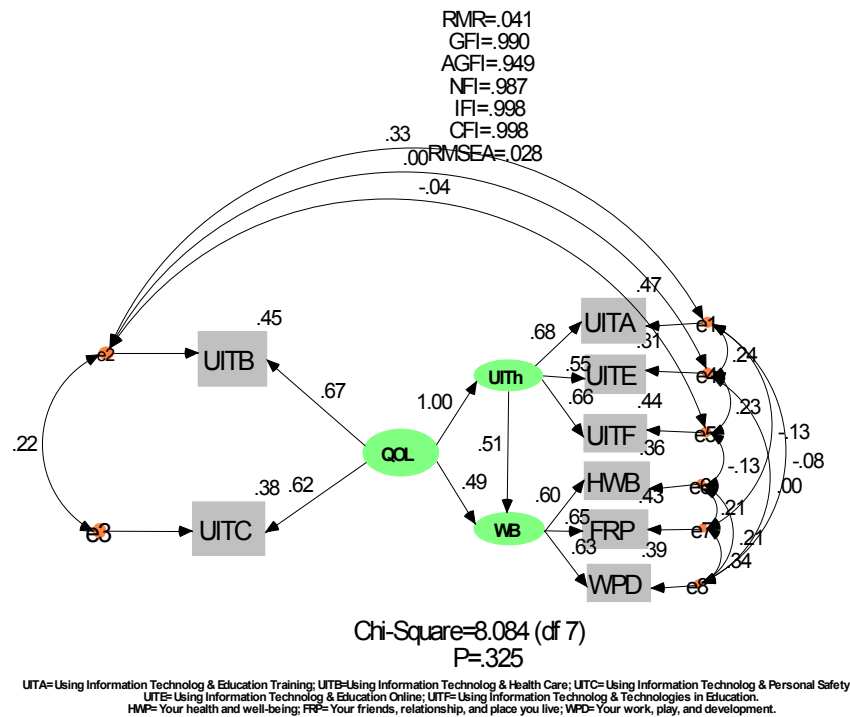 RMR=.041
GFI=.990
AGFI=.949
NFI=.987
IFI=.998
CFI=.998
RMSEA=.028
.33
.00
-.04
.47
.45
UITA
e1
.68
.31
.24
e2
UITB
UITh
.55
UITE
e4
.67
1.00
.66
.44
.23
UITF
e5
.22
QOL
.51
.36
-.13
-.13
-.08
.38
.62
.49
.60
HWB
e6
.00
.43
.21
e3
UITC
WB
.65
FRP
e7
.21
.63
.39
.34
WPD
e8
Chi-Square=8.084 (df 7)
P=.325
UITA=Using Information Technolog & Education Training; UITB=Using Information Technolog & Health Care; UITC= Using Information Technolog & Personal Safety
UITE= Using Information Technolog & Education Online; UITF= Using Information Technolog & Technologies in Education.
HWP= Your health and well-being; FRP= Your friends, relationship, and place you live; WPD= Your work, play, and development.